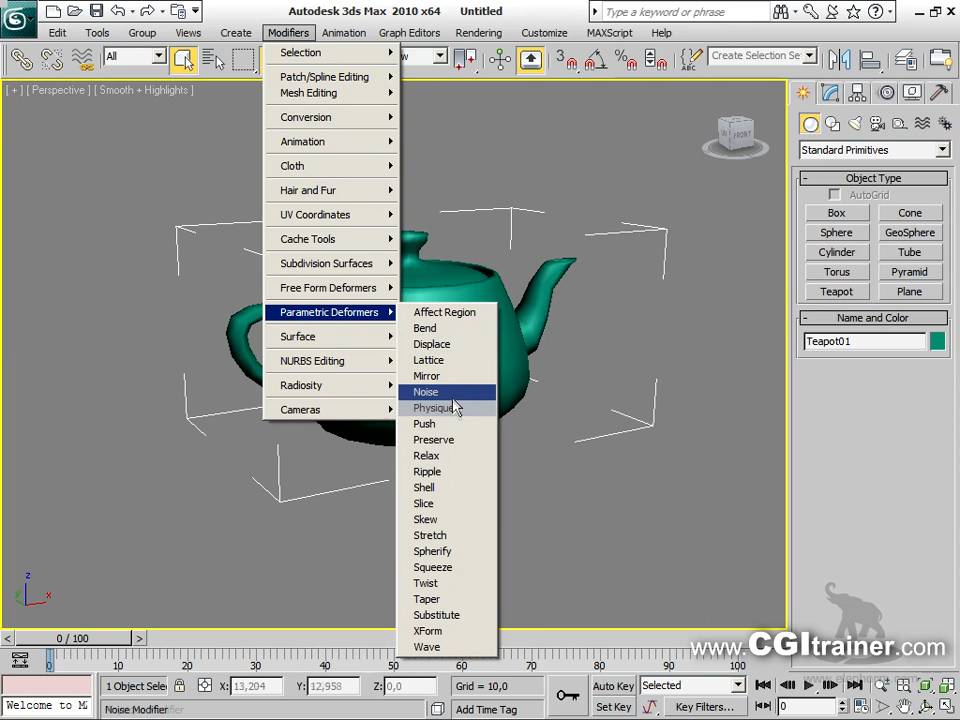 Autodesk 3ds Max 2010 x64 Untitled
Type a keyword or phrase
Edit Tools Group Views Create Modifiers Animation Graph Editors Rendering Customize MAXScript Help
All
Create Selection Se
[ + ] [ Perspective ] [ Smooth + Highlights ]
Selection
Patch/Spline Editing
Mesh Editing
Conversion
Animation
Cloth
Hair and Fur
UV Coordinates
Cache Tools
Subdivision Surfaces
Free Form Deformers
Parametric Deformers
Surface
NURBS Editing
Radiosity
Cameras
Affect Region
Bend
Displace
Lattice
Mirror
Noise
Physique
Push
Preserve
Relax
Ripple
Shell
Slice
Skew
Stretch
Spherify
Squeeze
Twist
Taper
Substitute
XForm
Wave
FRONT
Standard Primitives
- Object Type
AutoGrid
Box Cone
Sphere GeoSphere
Cylinder Tube
Torus Pyramid
Teapot Plane
- Name and Color
Teapot01
z
x
www.CGItrainer.com
< 0 / 100 >
0 10 20 30 40 50 60 70 80 90 100
1 Object Sele X: 13,204 Y: 12,958 Z: 0,0 Grid = 10,0 Auto Key Selected
Welcome to M
Noise Modifier Add Time Tag Set Key Key Filters... 0